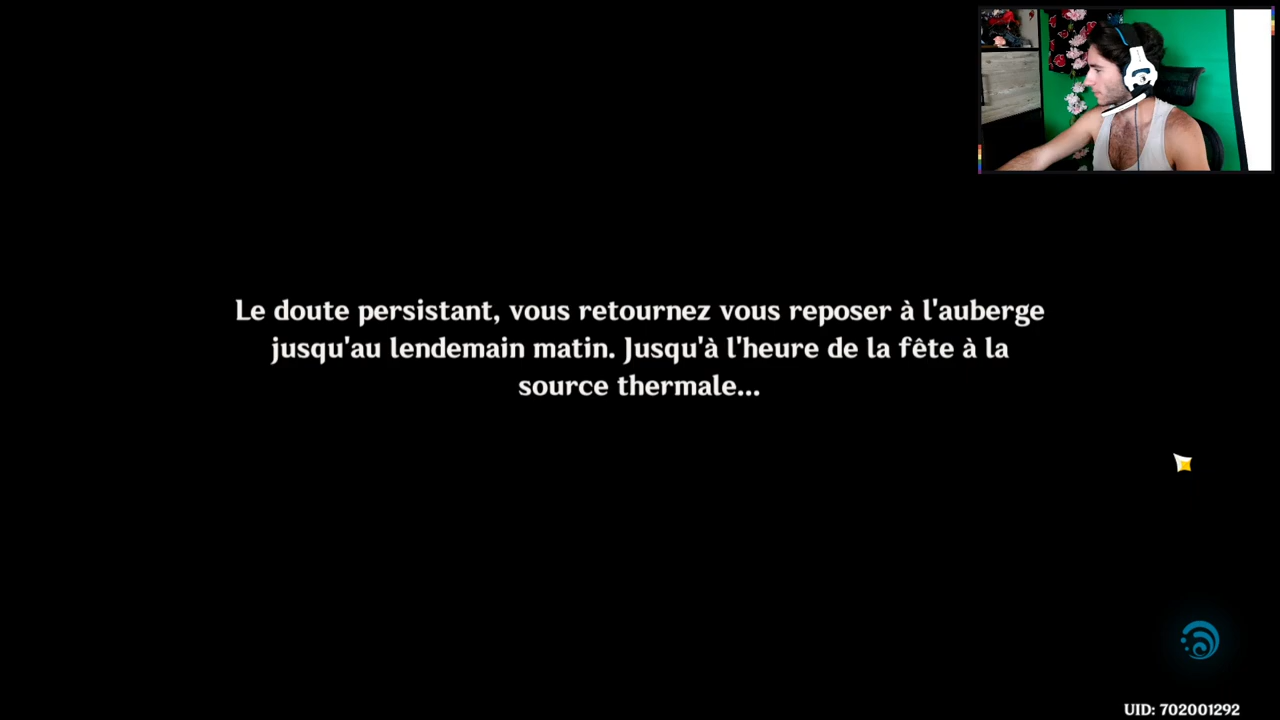 Le doute persistant, vous retournez vous reposer à l'auberge
jusqu'au lendemain matin. Jusqu'à l'heure de la fête à la
source thermale...
UID: 702001292